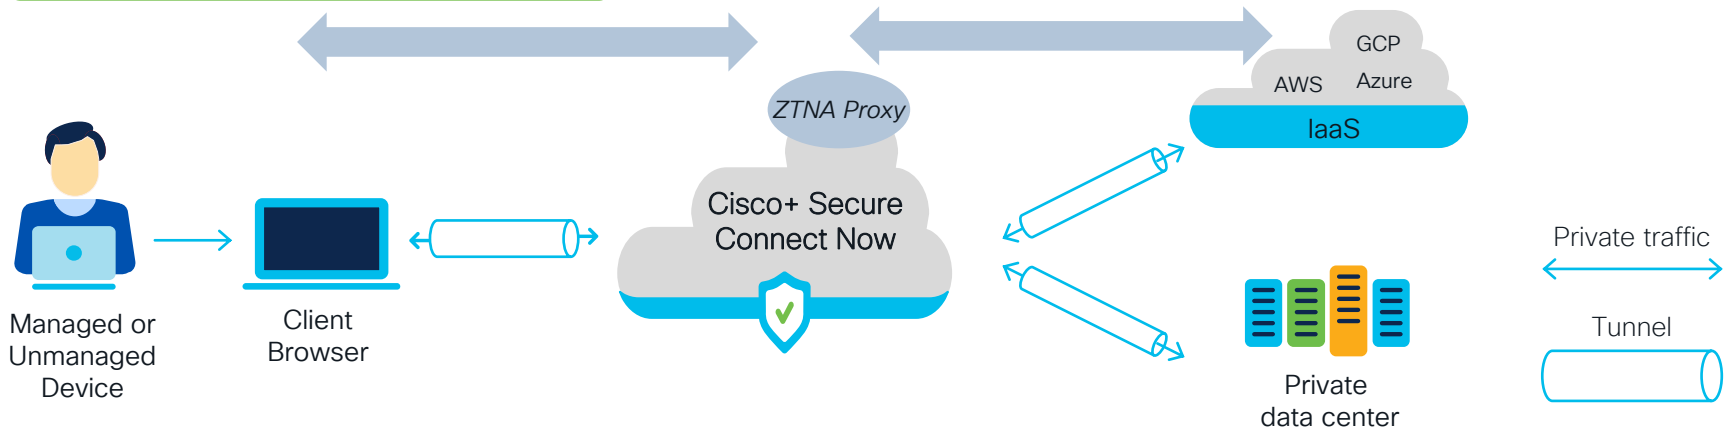 GCP
AWS
Azure
IaaS
ZTNA Proxy
Cisco+ Secure
Connect Now
Managed or
Unmanaged
Device
Client
Browser
Private
data center
Private traffic
Tunnel